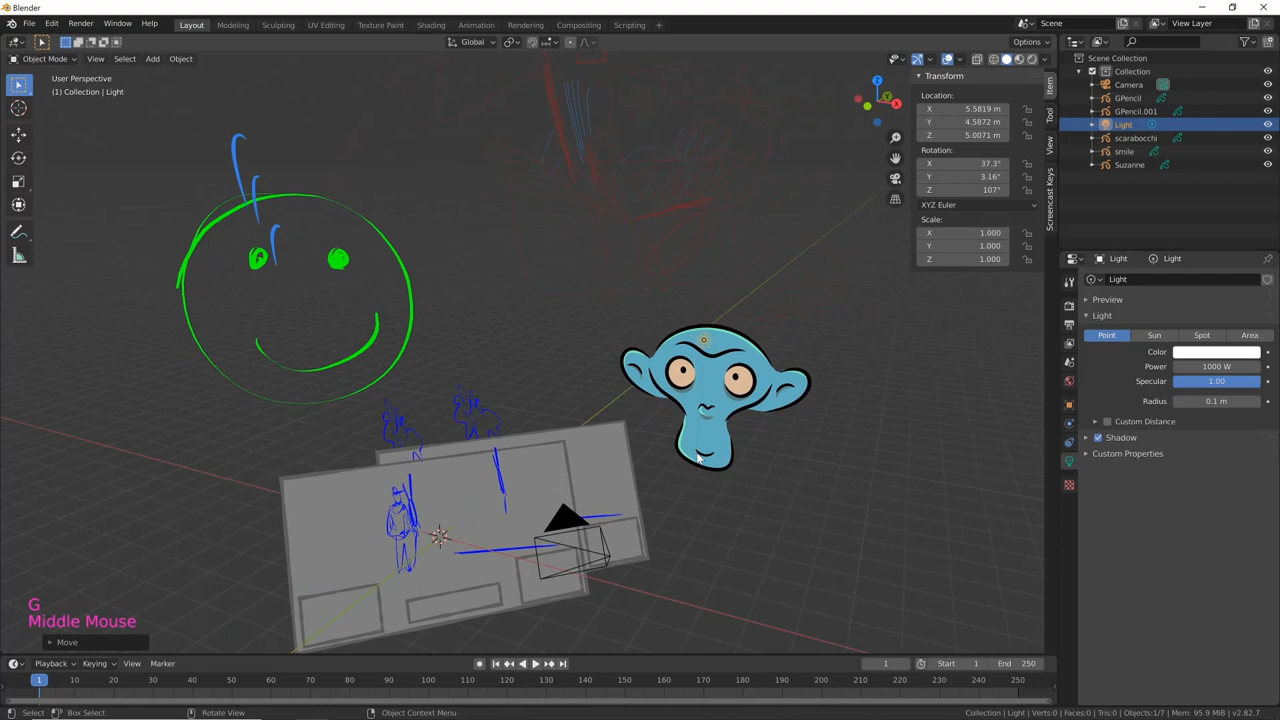 Blender
File Edit Render Window Help Layout Modeling Sculpting UV Editing Texture Paint Shading Animation Rendering Compositing Scripting + Scene View Layer
Global Options
Object Mode View Select Add Object
User Perspective
(1) Collection | Light
Transform
Location:
X 5.5819 m
Y 4.5872 m
Z 5.0071 m
Rotation:
X 37.3°
Y 3.16°
Z 107°
XYZ Euler
Scale:
X 1.000
Y 1.000
Z 1.000
Item
Tool
View
Screencast Keys
Z
Y
X
Scene Collection
Collection
Camera
GPencil
GPencil.001
Light
scarabocchi
smile
Suzanne
Light Light
Light
Preview
Light
Point Sun Spot Area
Color
Power 1000 W
Specular 1.00
Radius 0.1 m
Custom Distance
Shadow
Custom Properties
G
Middle Mouse
Move
Playback Keying View Marker 1 Start 1 End 250
1 10 20 30 40 50 60 70 80 90 100 110 120 130 140 150 160 170 180 190 200 210 220 230 240 250
Select Box Select Rotate View Object Context Menu Collection | Light | Verts:0 | Faces:0 | Tris:0 | Objects:1/7 | Mem: 95.9 MiB | v2.82.7